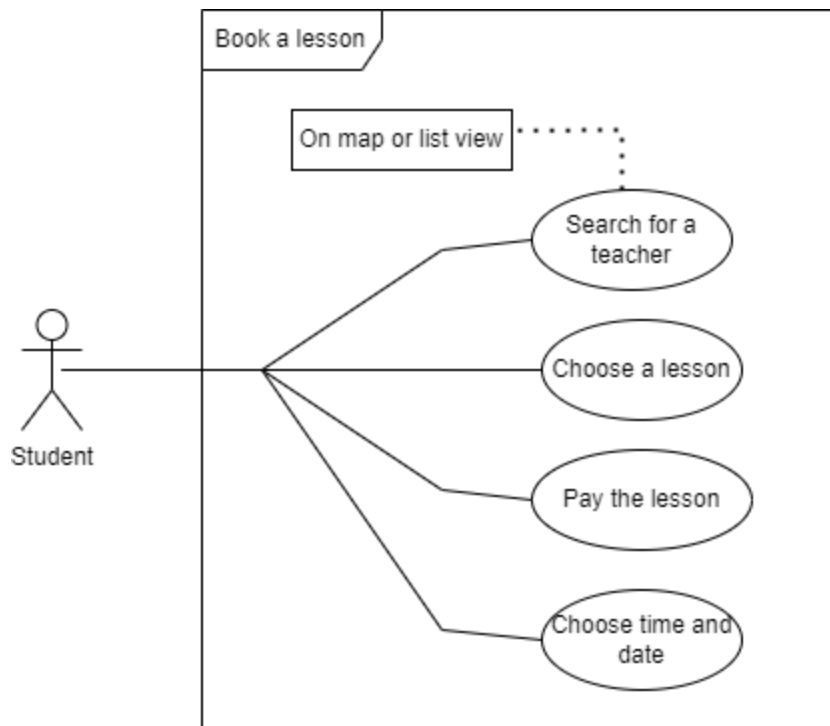 Book a lesson
On map or list view
Search for a
teacher
Choose a lesson
Student
Pay the lesson
Choose time and
date